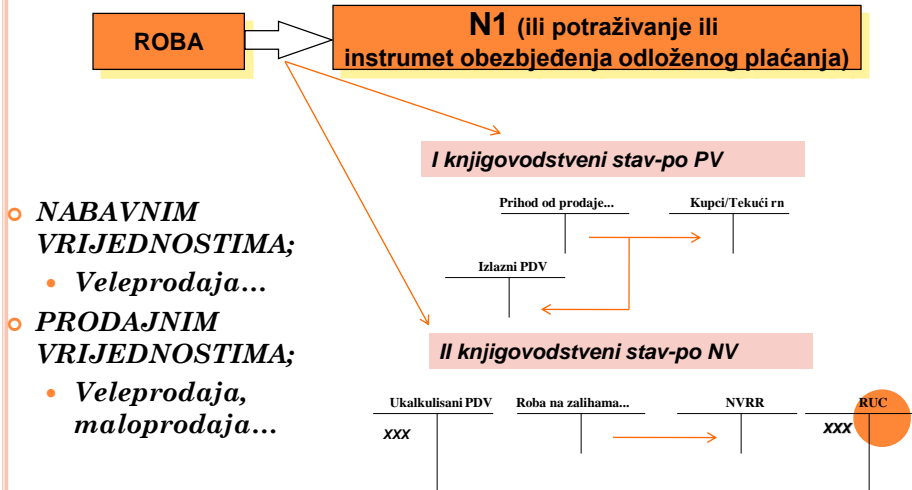 ROBA
N1 (ili potraživanje ili
instrumet obezbjeđenja odloženog plaćanja)
I knjigovodstveni stav-po PV
Prihod od prodaje...
Kupci/Tekući rn
Izlazni PDV
NABAVNIM
VRIJEDNOSTIMA;
Veleprodaja...
PRODAJNIM
VRIJEDNOSTIMA;
Veleprodaja,
maloprodaja...
II knjigovodstveni stav-po NV
Ukalkulisani PDV
Roba na zalihama...
NVRR
RUC
xxx
xxx